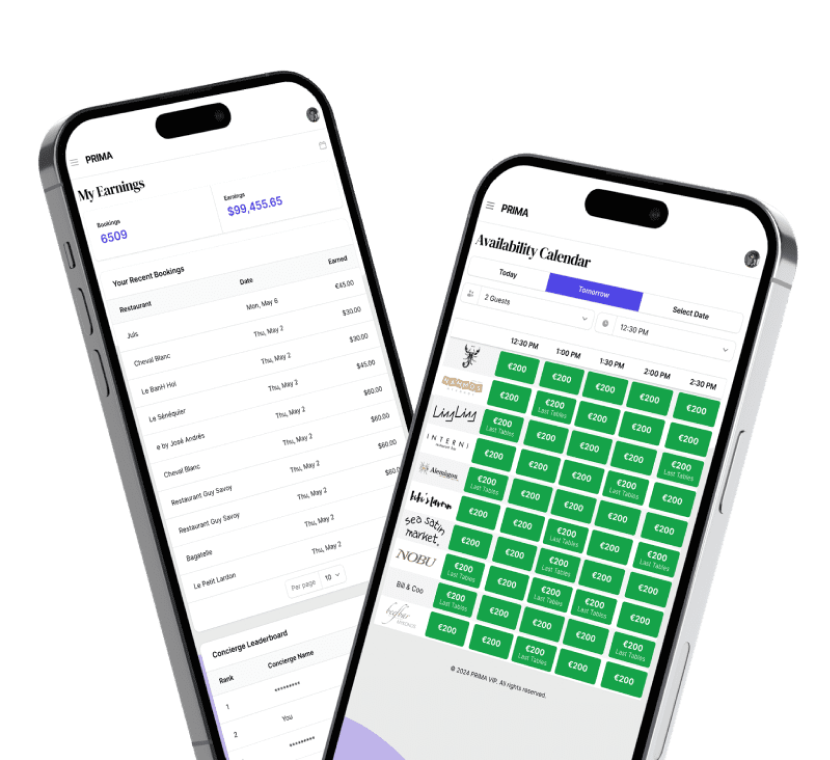 PRIMA
My Earnings
Bookings
6509
Earnings
$99,455.65
Your Recent Bookings
Restaurant Date Earned
Juls Mon, May 6 €45.00
Cheval Blanc Thu, May 2 $30.00
Le BanH Hoi Thu, May 2 $30.00
Le Sénéquier Thu, May 2 $45.00
e by José Andrés Thu, May 2 $60.00
Cheval Blanc Thu, May 2 $60.00
Restaurant Guy Savoy Thu, May 2 $60.00
Restaurant Guy Savoy Thu, May 2
Bagatelle Thu, May 2
Le Petit Lardon Thu, May 2
Per page 10
Concierge Leaderboard
Rank Concierge Name
1 *********
2 You
*********
PRIMA
Availability Calendar
Today Tomorrow Select Date
2 Guests 12:30 PM
12:30 PM 1:00 PM 1:30 PM 2:00 PM 2:30 PM
€200 €200 €200 €200 €200
€200 €200 Last Tables €200 €200 €200
LingLing €200 Last Tables €200 €200 €200 €200 Last Tables
INTERNI €200 €200 €200 €200 Last Tables €200
€200 Last Tables €200 €200 €200 €200
€200 €200 €200 Last Tables €200 €200 Last Tables
sea satin market. €200 €200 €200 Last Tables €200 €200
NOBU €200 Last Tables €200 €200 Last Tables €200 Last Tables €200
Bill & Coo €200 Last Tables €200 €200 €200 €200 Last Tables
€200 €200 €200 Last Tables €200 €200
© 2024 PRIMA VIP. All rights reserved.